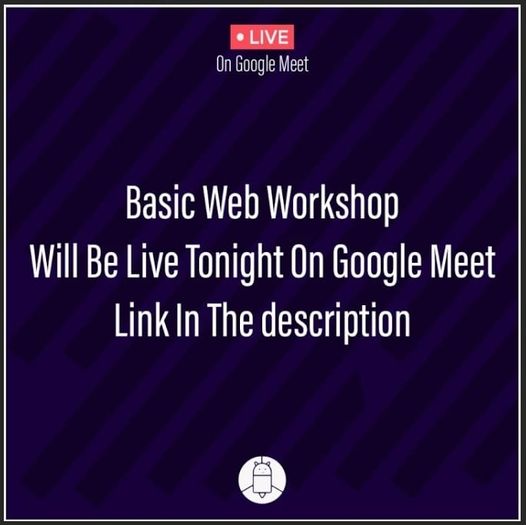 • LIVE
On Google Meet
Basic Web Workshop
Will Be Live Tonight On Google Meet
Link In The description